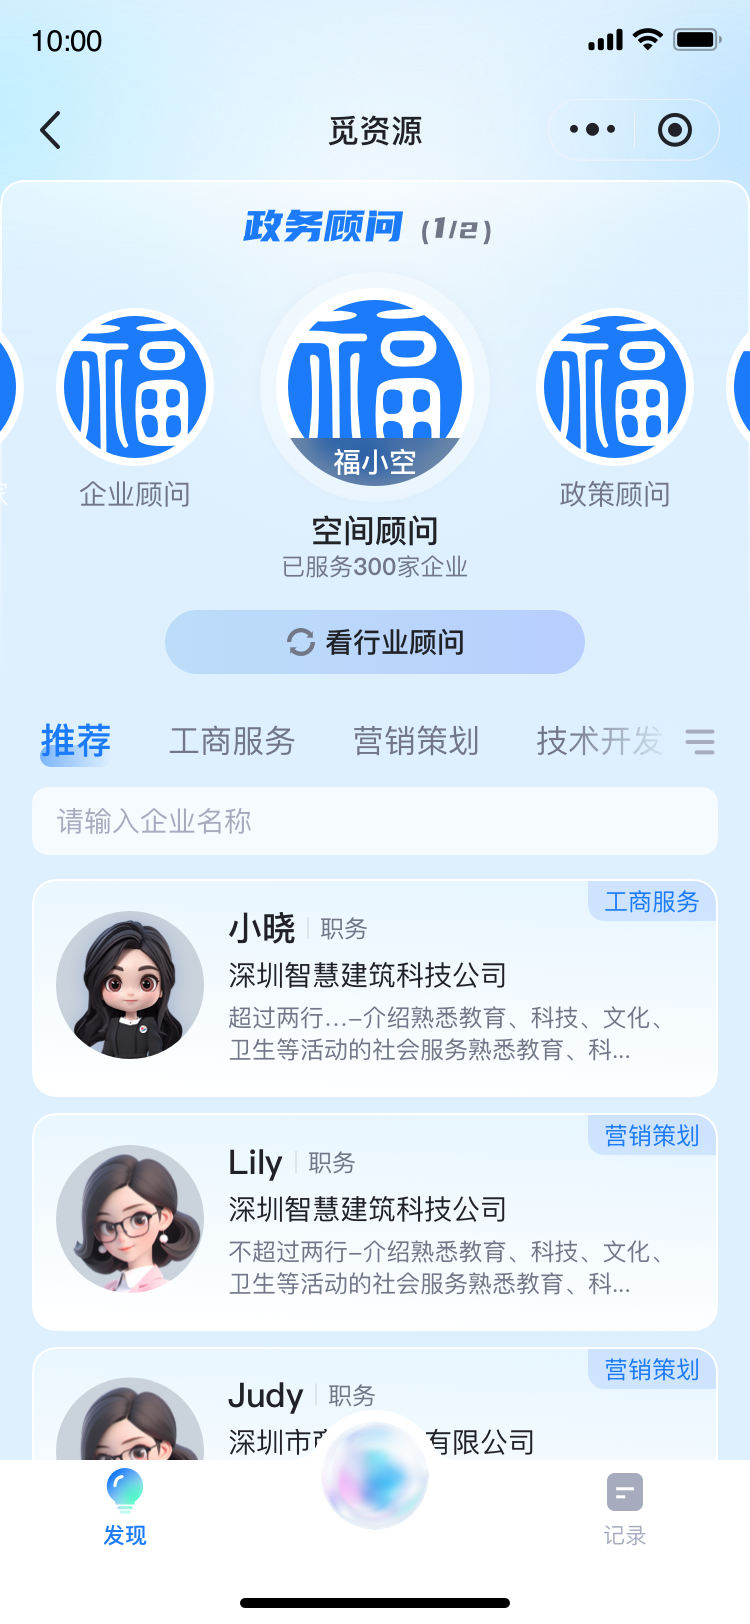 10:00
觅资源
政务顾问 (1/2)
福 福 福
福小空
企业顾问
政策顾问
空间顾问
已服务300家企业
看行业顾问
推荐 工商服务 营销策划 技术开发
请输入企业名称
工商服务
小晓 职务
深圳智慧建筑科技公司
超过两行...–介绍熟悉教育、科技、文化、
卫生等活动的社会服务熟悉教育、科...
营销策划
Lily 职务
深圳智慧建筑科技公司
不超过两行–介绍熟悉教育、科技、文化、
卫生等活动的社会服务熟悉教育、科...
营销策划
Judy 职务
深圳市 有限公司
发现
记录